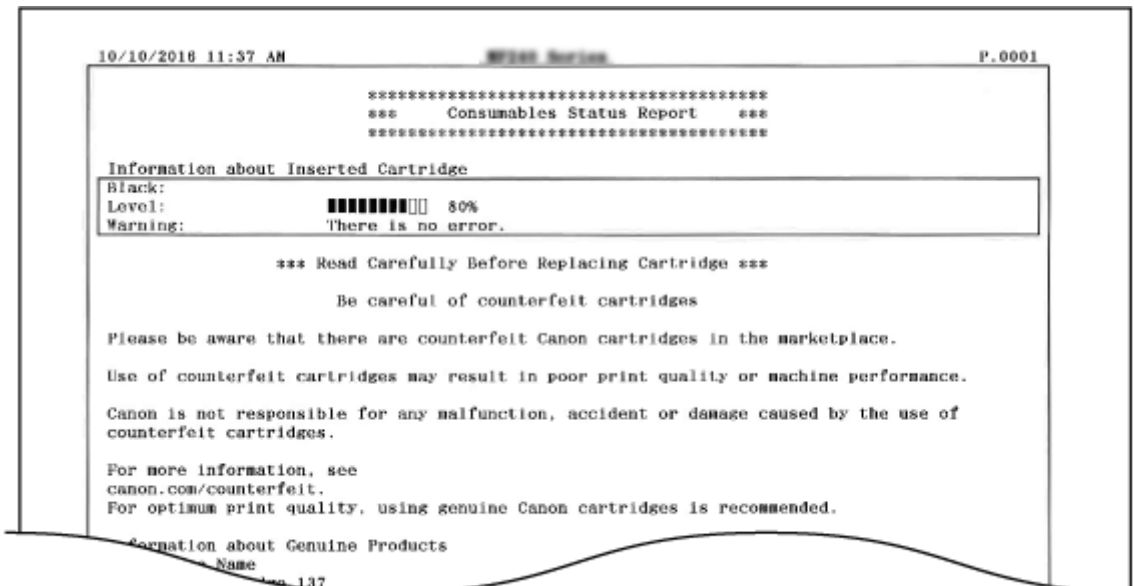 10/10/2016 11:37 AM P.0001
****************************************
*** Consumables Status Report ***
****************************************
Information about Inserted Cartridge
Black:
Level: 80%
Warning: There is no error.
*** Read Carefully Before Replacing Cartridge ***
Be careful of counterfeit cartridges
Please be aware that there are counterfeit Canon cartridges in the marketplace.
Use of counterfeit cartridges may result in poor print quality or machine performance.
Canon is not responsible for any malfunction, accident or damage caused by the use of
counterfeit cartridges.
For more information, see
canon.com/counterfeit.
For optimum print quality, using genuine Canon cartridges is recommended.
about Genuine Products
Name
137